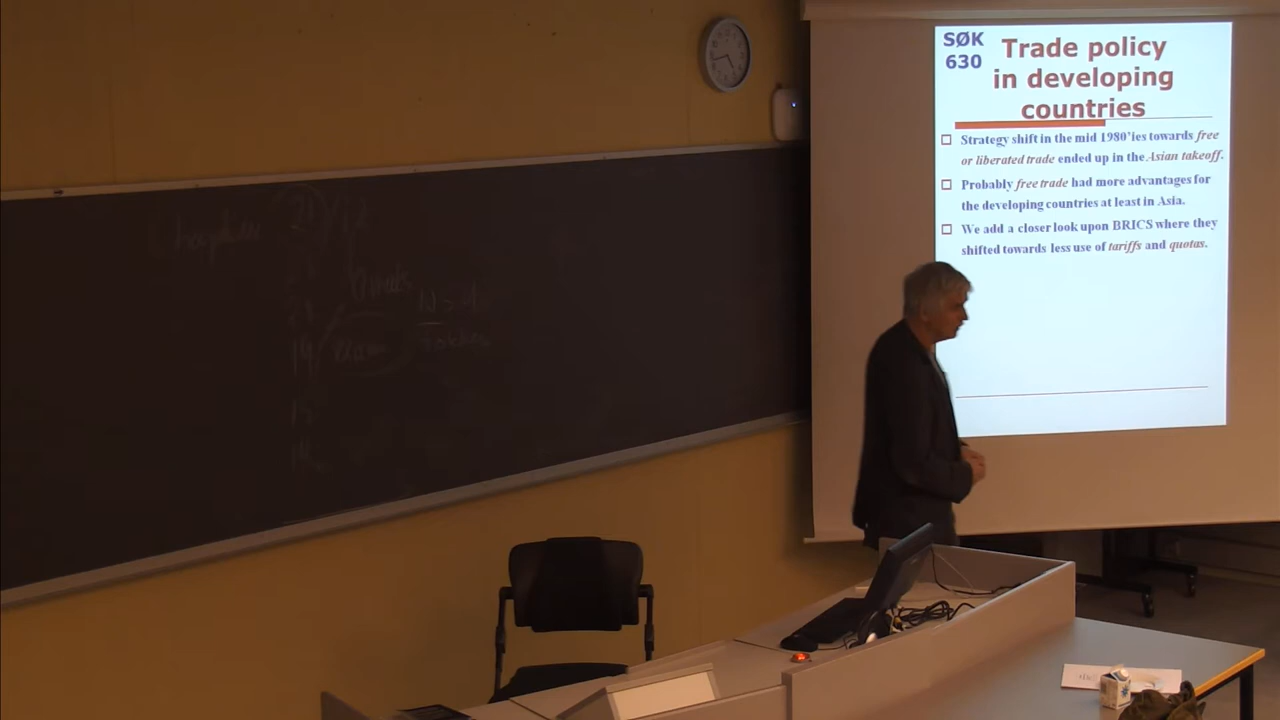 SØK
630
Trade policy
in developing
countries
Strategy shift in the mid 1980'ies towards free
or liberated trade ended up in the Asian takeoff.
Probably free trade had more advantages for
the developing countries at least in Asia.
We add a closer look upon BRICS where they
shifted towards less use of tariffs and quotas.
Chapter